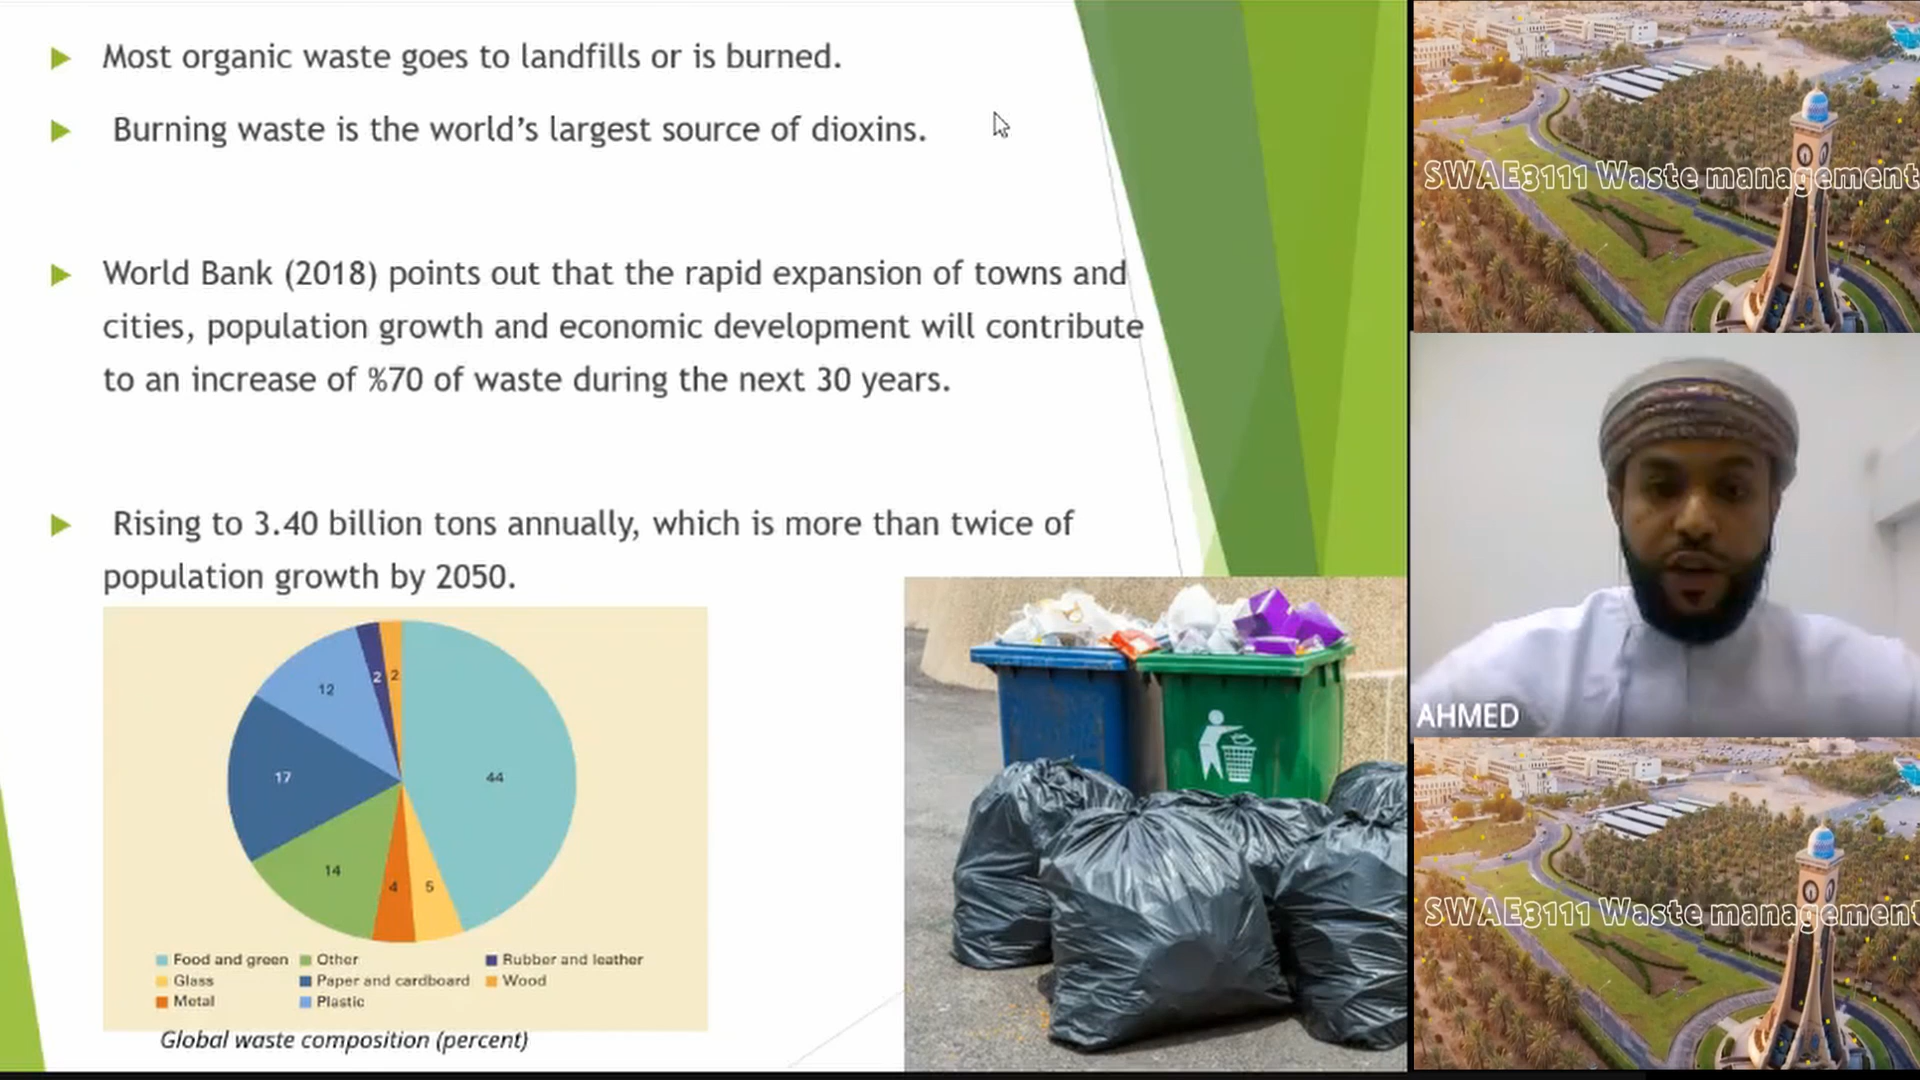 Most organic waste goes to landfills or is burned.
Burning waste is the world's largest source of dioxins.
World Bank (2018) points out that the rapid expansion of towns and
cities, population growth and economic development will contribute
to an increase of %70 of waste during the next 30 years.
Rising to 3.40 billion tons annually, which is more than twice of
population growth by 2050.
2
2
12
17
44
14
4
5
Food and green
Other
Rubber and leather
Glass
Paper and cardboard
Wood
Metal
Plastic
Global waste composition (percent)
SWAE3111 Waste management
AHMED
SWAE3111 Waste management